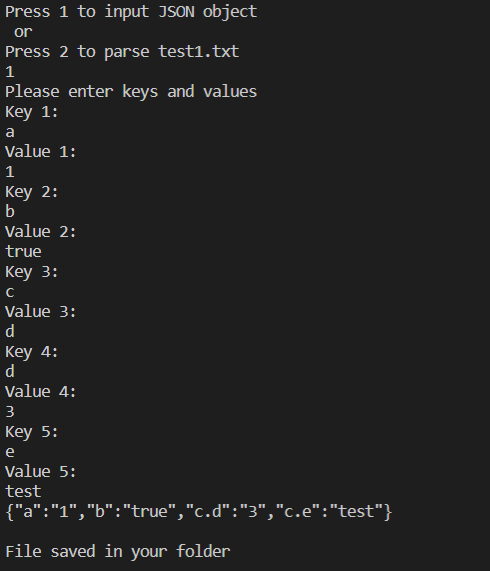 Press 1 to input JSON object
or
Press 2 to parse test1.txt
1
Please enter keys and values
Key 1:
a
Value 1:
1
Key 2:
b
Value 2:
true
Key 3:
c
Value 3:
d
Key 4:
d
Value 4:
3
Key 5:
e
Value 5:
test
{"a":"1","b":"true","c.d":"3","c.e":"test"}
File saved in your folder